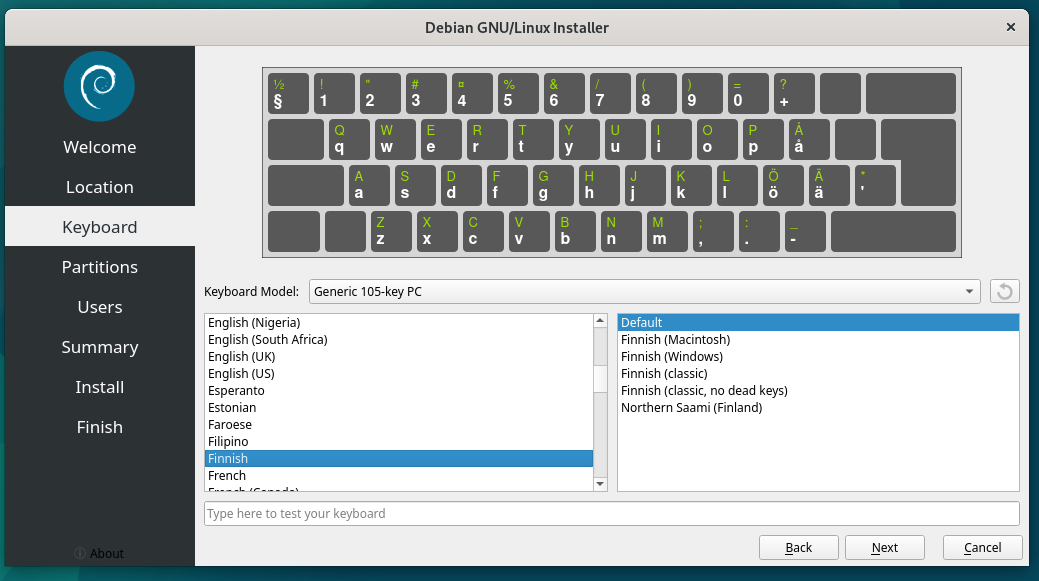 Debian GNU/Linux Installer
Welcome
Location
Keyboard
Partitions
Users
Summary
Install
Finish
About
½ ! " # ¤ % & / ( ) = ?
§ 1 2 3 4 5 6 7 8 9 0 +
Q W E R T Y U I O P Å
q w e r t y u i o p å
A S D F G H J K L Ö Ä *
a s d f g h j k l ö ä '
Z X C V B N M ; : _
z x c v b n m , . -
Keyboard Model: Generic 105-key PC
English (Nigeria)
English (South Africa)
English (UK)
English (US)
Esperanto
Estonian
Faroese
Filipino
Finnish
French
French (Canada)
Default
Finnish (Macintosh)
Finnish (Windows)
Finnish (classic)
Finnish (classic, no dead keys)
Northern Saami (Finland)
Type here to test your keyboard
Back Next Cancel